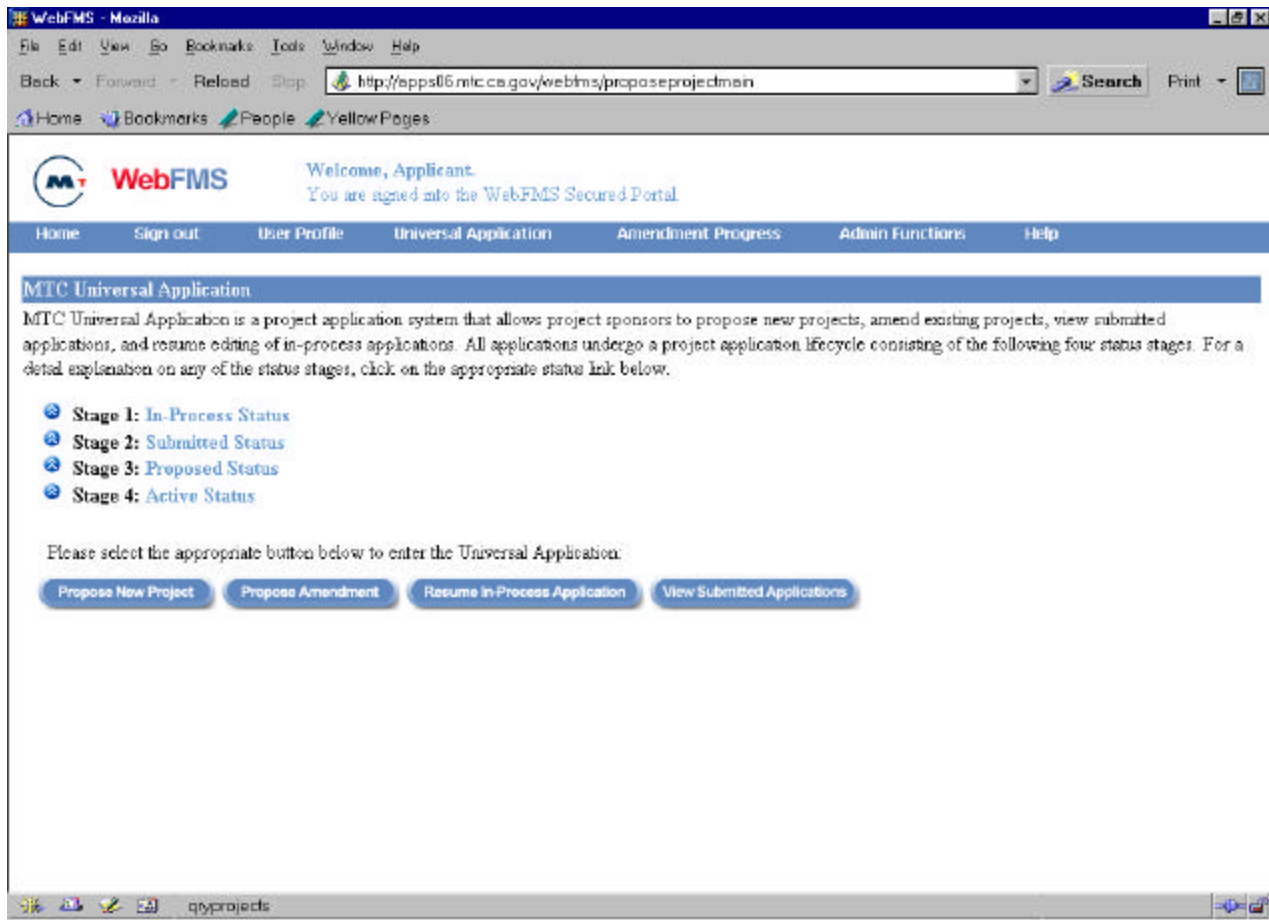 WebFMS - Mozilla
File Edit View Go Bookmarks Tools Window Help
Back Forward Reload Stop http://apps06.mtc.ca.gov/webfms/proposeprojectmain Search Print
Home Bookmarks People Yellow Pages
M T WebFMS Welcome, Applicant.
You are signed into the WebFMS Secured Portal.
Home Sign out User Profile Universal Application Amendment Progress Admin Functions Help
MTC Universal Application
MTC Universal Application is a project application system that allows project sponsors to propose new projects, amend existing projects, view submitted
applications, and resume editing of in-process applications. All applications undergo a project application lifecycle consisting of the following four status stages. For a
detail explanation on any of the status stages, click on the appropriate status link below.
Stage 1: In-Process Status
Stage 2: Submitted Status
Stage 3: Proposed Status
Stage 4: Active Status
Please select the appropriate button below to enter the Universal Application:
Propose New Project Propose Amendment Resume In-Process Application View Submitted Applications
qryprojects